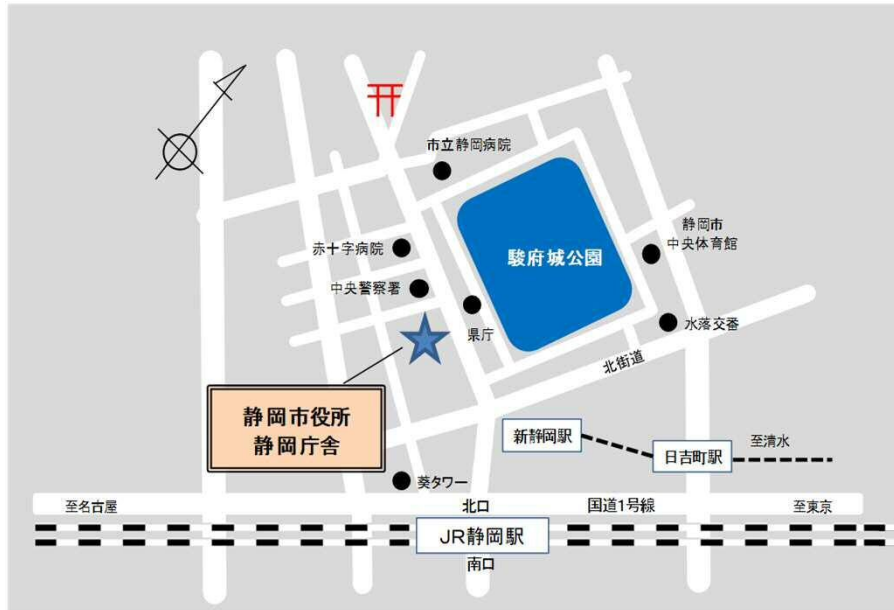 市立静岡病院
静岡市
中央体育館
赤十字病院
駿府城公園
中央警察署
県庁
水落交番
北街道
静岡市役所
静岡庁舎
新静岡駅
日吉町駅
至清水
葵タワー
至名古屋
北口
国道1号線
至東京
JR静岡駅
南口